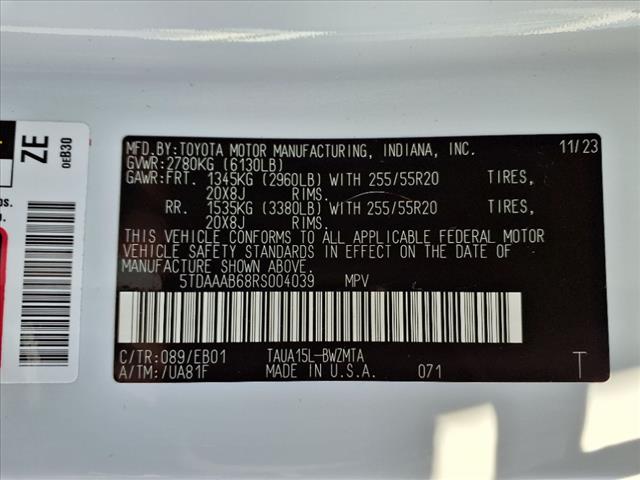 ZE
0EB30
bs.
MFD.BY:TOYOTA MOTOR MANUFACTURING, INDIANA, INC. 11/23
GVWR:2780KG (6130LB)
GAWR:FRT. 1345KG (2960LB) WITH 255/55R20 TIRES,
20X8J RIMS.
RR. 1535KG (3380LB) WITH 255/55R20 TIRES,
20X8J RIMS.
THIS VEHICLE CONFORMS TO ALL APPLICABLE FEDERAL MOTOR
VEHICLE SAFETY STANDARDS IN EFFECT ON THE DATE OF
MANUFACTURE SHOWN ABOVE.
5TDAAAB68RS004039 MPV
C/TR:089/EB01 TAUA15L-BWZMTA
A/TM:/UA81F MADE IN U.S.A. 071 T